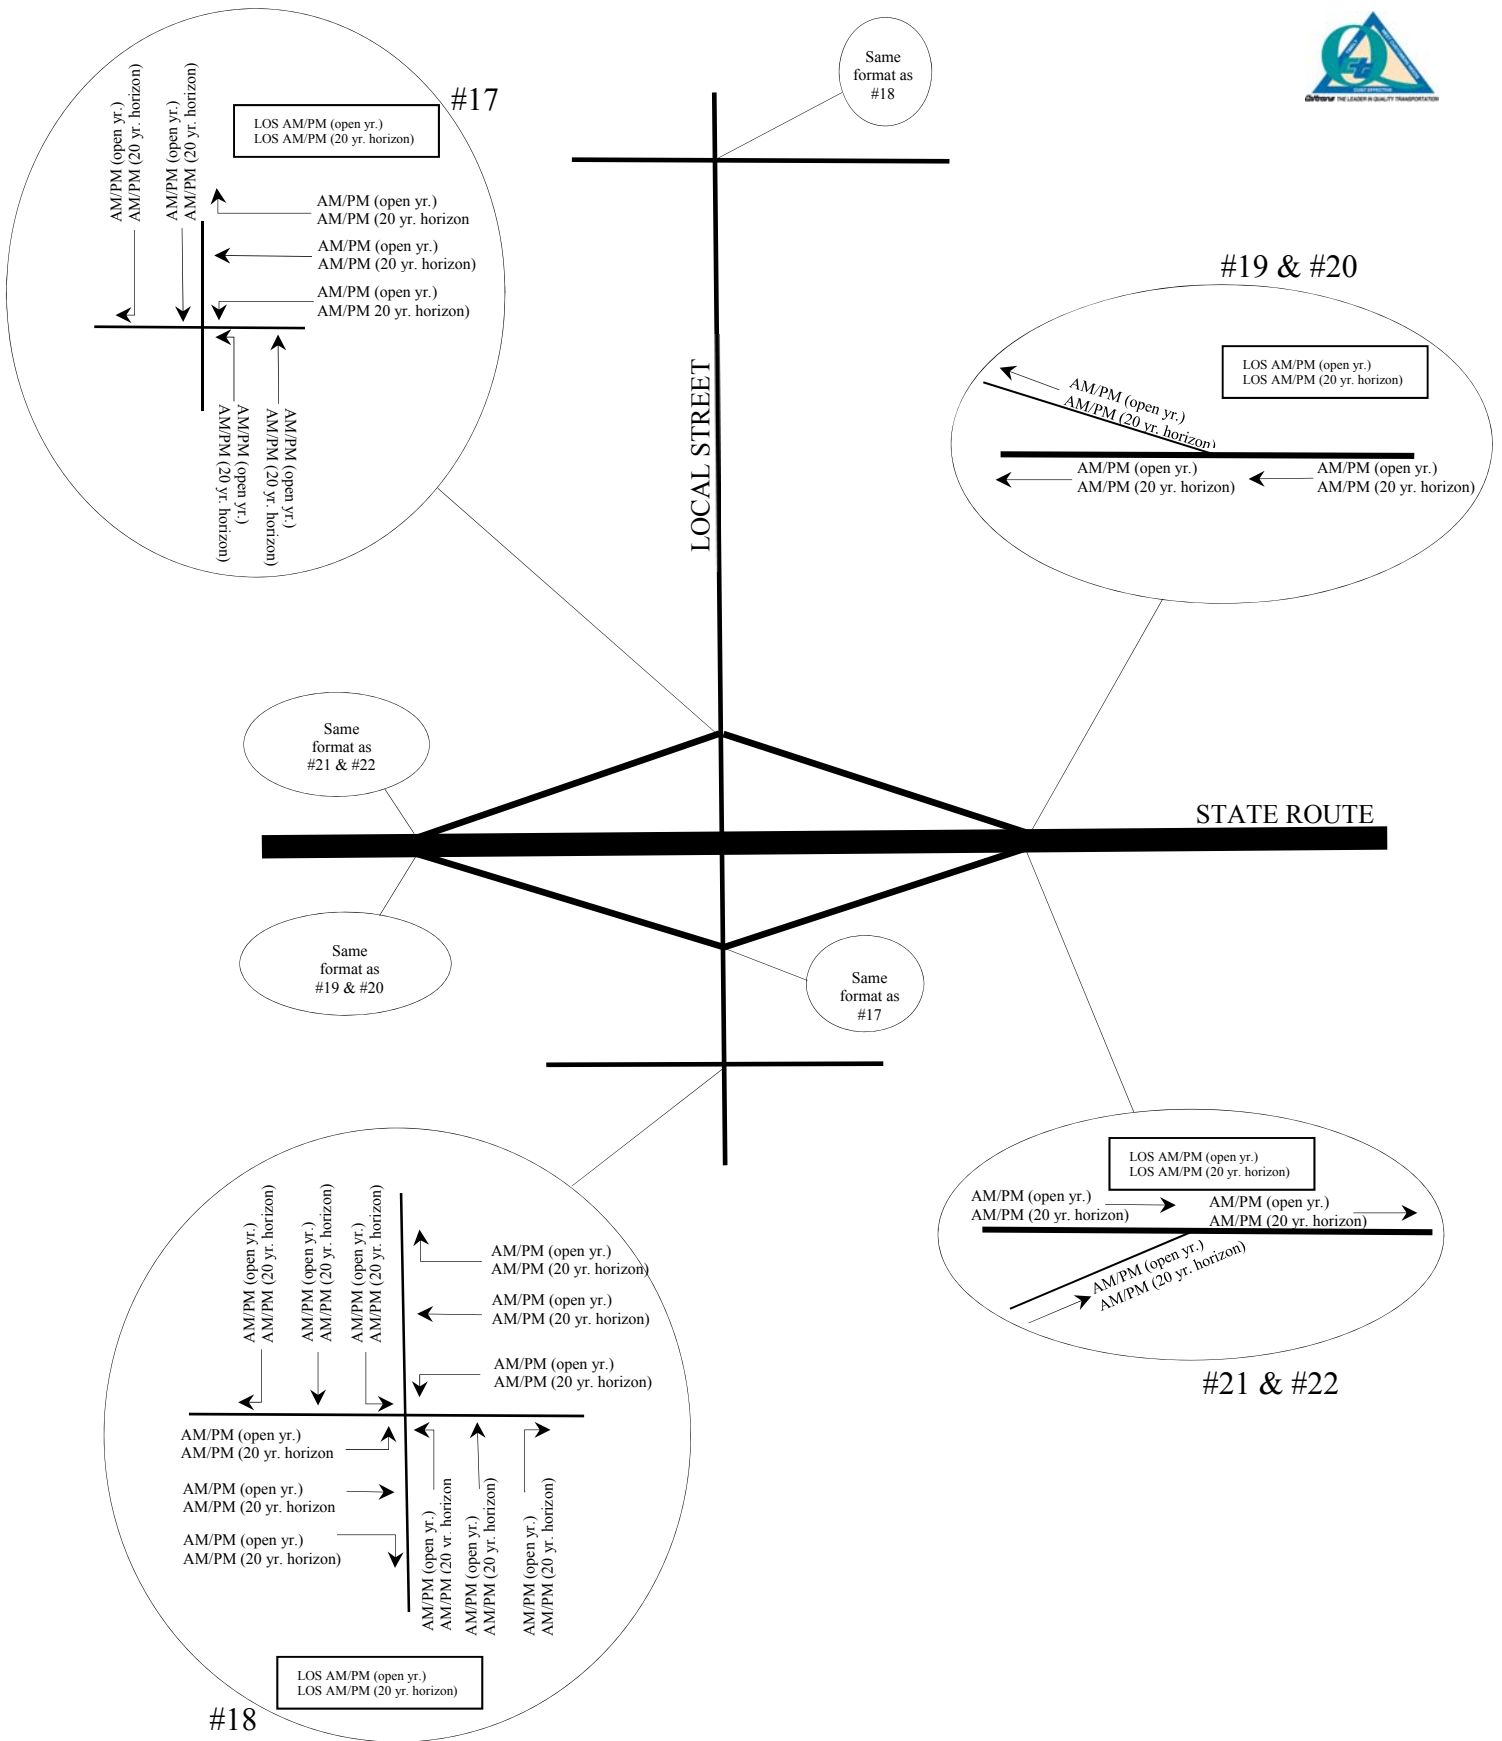 Same
format as
#18
THE LEADER IN QUALITY TRANSPORTATION
#17
LOS AM/PM (open yr.)
LOS AM/PM (20 yr. horizon)
AM/PM (open yr.)
AM/PM (20 yr. horizon)
AM/PM (open yr.)
AM/PM (20 yr. horizon)
AM/PM (open yr.)
AM/PM (20 yr. horizon
AM/PM (open yr.)
AM/PM (20 yr. horizon)
AM/PM (open yr.)
AM/PM 20 yr. horizon)
AM/PM (open yr.)
AM/PM (20 yr. horizon)
AM/PM (open yr.)
AM/PM (20 yr. horizon)
LOCAL STREET
#19 & #20
LOS AM/PM (open yr.)
LOS AM/PM (20 yr. horizon)
AM/PM (open yr.)
AM/PM (20 yr. horizon)
AM/PM (open yr.)
AM/PM (20 yr. horizon)
AM/PM (open yr.)
AM/PM (20 yr. horizon)
Same
format as
#21 & #22
STATE ROUTE
Same
format as
#19 & #20
Same
format as
#17
LOS AM/PM (open yr.)
LOS AM/PM (20 yr. horizon)
AM/PM (open yr.)
AM/PM (20 yr. horizon)
AM/PM (open yr.)
AM/PM (20 yr. horizon)
AM/PM (open yr.)
AM/PM (20 yr. horizon)
#21 & #22
AM/PM (open yr.)
AM/PM (20 yr. horizon)
AM/PM (open yr.)
AM/PM (20 yr. horizon)
AM/PM (open yr.)
AM/PM (20 yr. horizon)
AM/PM (open yr.)
AM/PM (20 yr. horizon)
AM/PM (open yr.)
AM/PM (20 yr. horizon)
AM/PM (open yr.)
AM/PM (20 yr. horizon)
AM/PM (open yr.)
AM/PM (20 yr. horizon
AM/PM (open yr.)
AM/PM (20 yr. horizon
AM/PM (open yr.)
AM/PM (20 yr. horizon)
AM/PM (open yr.)
AM/PM (20 yr. horizon
AM/PM (open yr.)
AM/PM (20 yr. horizon)
AM/PM (open yr.)
AM/PM (20 yr. horizon)
LOS AM/PM (open yr.)
LOS AM/PM (20 yr. horizon)
#18